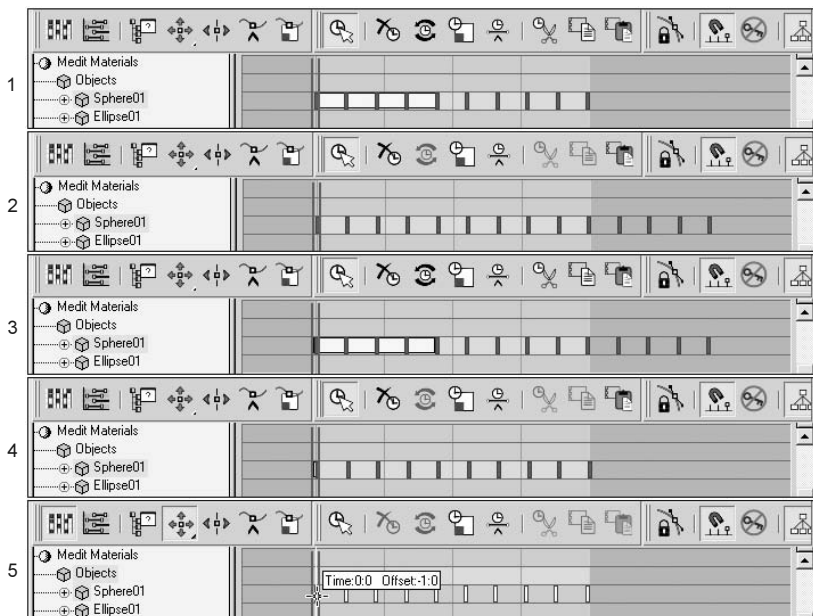 1
Medit Materials
Objects
Sphere01
Ellipse01
2
Medit Materials
Objects
Sphere01
Ellipse01
3
Medit Materials
Objects
Sphere01
Ellipse01
4
Medit Materials
Objects
Sphere01
Ellipse01
5
Medit Materials
Objects
Time:0:0 Offset:-1:0
Sphere01
Ellipse01